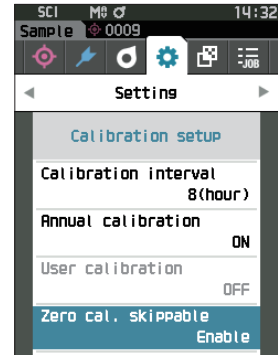 SCI M 14:32
Sample 0009
JOB
Setting
Calibration setup
Calibration interval
8(hour)
Annual calibration
ON
User calibration
OFF
Zero cal. skippable
Enable